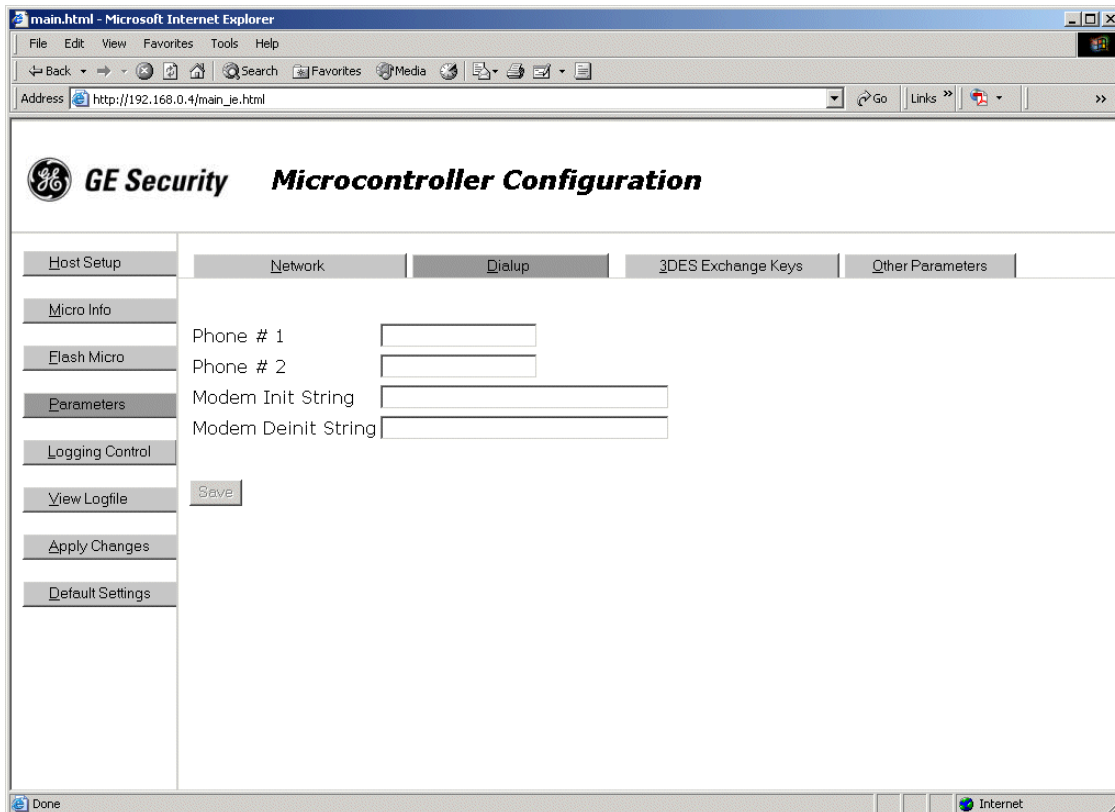 main.html - Microsoft Internet Explorer
File Edit View Favorites Tools Help
Back Search Favorites Media
Address http://192.168.0.4/main_ie.html Go Links »  »
GE Security Microcontroller Configuration
Host Setup
Network Dialup 3DES Exchange Keys Other Parameters
Micro Info
Phone # 1
Flash Micro
Phone # 2
Modem Init String
Parameters
Modem Deinit String
Logging Control
Save
View Logfile
Apply Changes
Default Settings
Done Internet